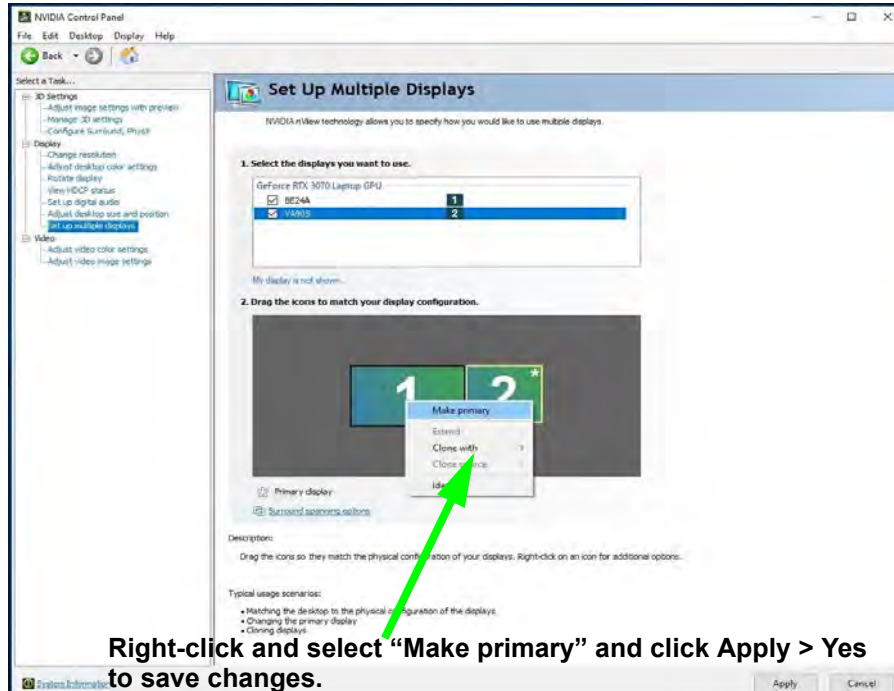 NVIDIA Control Panel
File Edit Desktop Display Help
Back
Select a Task...
3D Settings
Adjust image settings with preview
Manage 3D settings
Configure Surround, PhysX
Display
Change resolution
Adjust desktop color settings
Rotate display
View HDCP status
Set up digital audio
Adjust desktop size and position
Set up multiple displays
Video
Adjust video color settings
Adjust video image settings
Set Up Multiple Displays
NVIDIA nView technology allows you to specify how you would like to use multiple displays.
1. Select the displays you want to use.
GeForce RTX 3070 Laptop GPU
BE24A 1
2
My display is not shown...
2. Drag the icons to match your display configuration.
1 2
Make primary
Extend
Clone with
Clone
Primary display
Surround spanning options
Description:
Drag the icons so they match the physical configuration of your displays. Right-click on an icon for additional options.
Typical usage scenarios:
• Matching the desktop to the physical configuration of the displays.
• Changing the primary display
• Cloning displays
Right-click and select “Make primary” and click Apply > Yes
to save changes.
System Information
Apply Cancel